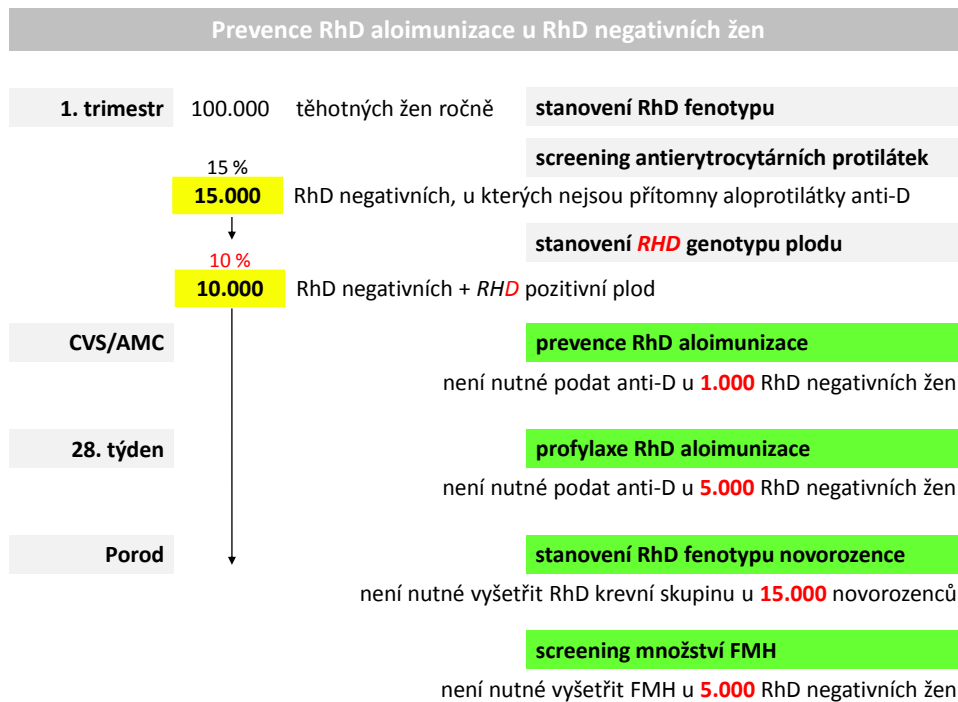 Prevence RhD aloimunizace u RhD negativních žen
1. trimestr 100.000 těhotných žen ročně stanovení RhD fenotypu
screening antierytrocytárních protilátek
15 %
15.000 RhD negativních, u kterých nejsou přítomny aloprotilátky anti-D
stanovení RHD genotypu plodu
10 %
10.000 RhD negativních + RHD pozitivní plod
CVS/AMC prevence RhD aloimunizace
není nutné podat anti-D u 1.000 RhD negativních žen
28. týden profylaxe RhD aloimunizace
není nutné podat anti-D u 5.000 RhD negativních žen
Porod stanovení RhD fenotypu novorozence
není nutné vyšetřit RhD krevní skupinu u 15.000 novorozenců
screening množství FMH
není nutné vyšetřit FMH u 5.000 RhD negativních žen